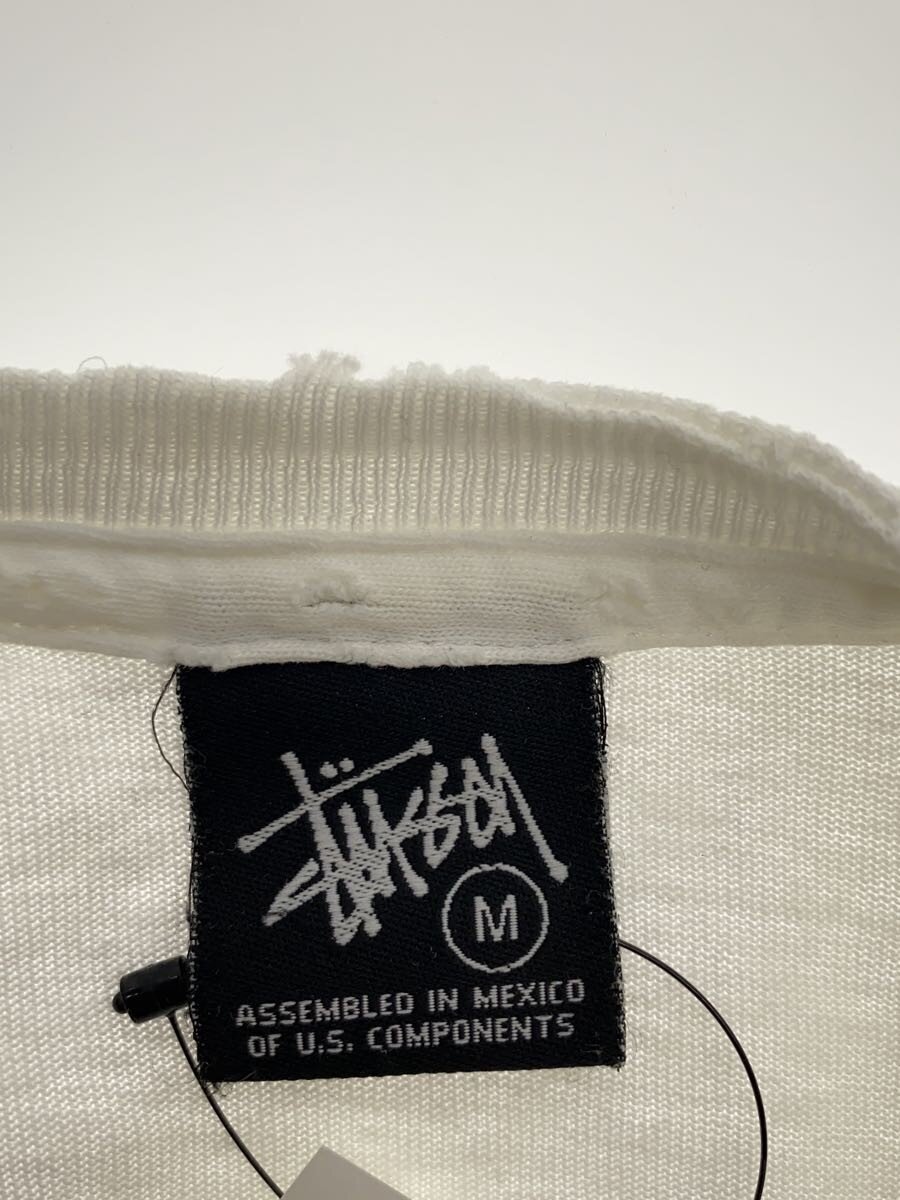 Stüssy
M
ASSEMBLED IN MEXICO
OF U.S. COMPONENTS